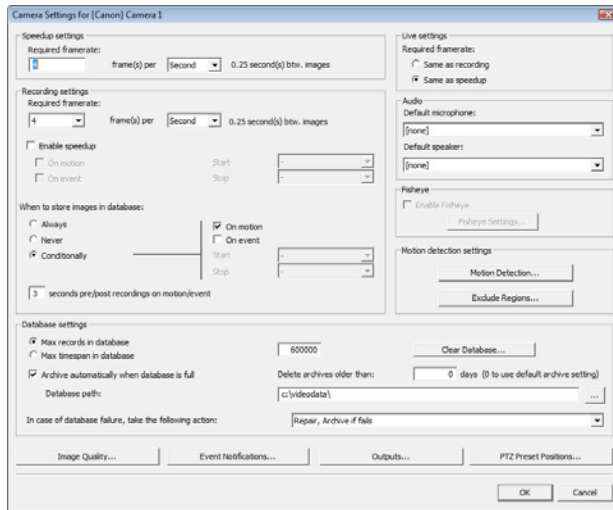 Camera Settings for [Canon] Camera 1
Speedup settings
Required framerate:
4 frame(s) per Second 0.25 second(s) btw. images
Recording settings
Required framerate:
4 frame(s) per Second 0.25 second(s) btw. images
Enable speedup
On motion Start -
On event Stop -
When to store images in database:
Always On motion
Never On event
Conditionally Start -
Stop -
3 seconds pre/post recordings on motion/event
Live settings
Required framerate:
Same as recording
Same as speedup
Audio
Default microphone:
[none]
Default speaker:
[none]
Fisheye
Enable Fisheye
Fisheye Settings...
Motion detection settings
Motion Detection...
Exclude Regions...
Database settings
Max records in database 600000 Clear Database...
Max timespan in database
Archive automatically when database is full Delete archives older than: 0 days (0 to use default archive setting)
Database path: c:\videodata\ ...
In case of database failure, take the following action: Repair, Archive if fails
Image Quality... Event Notifications... Outputs... PTZ Preset Positions...
OK Cancel